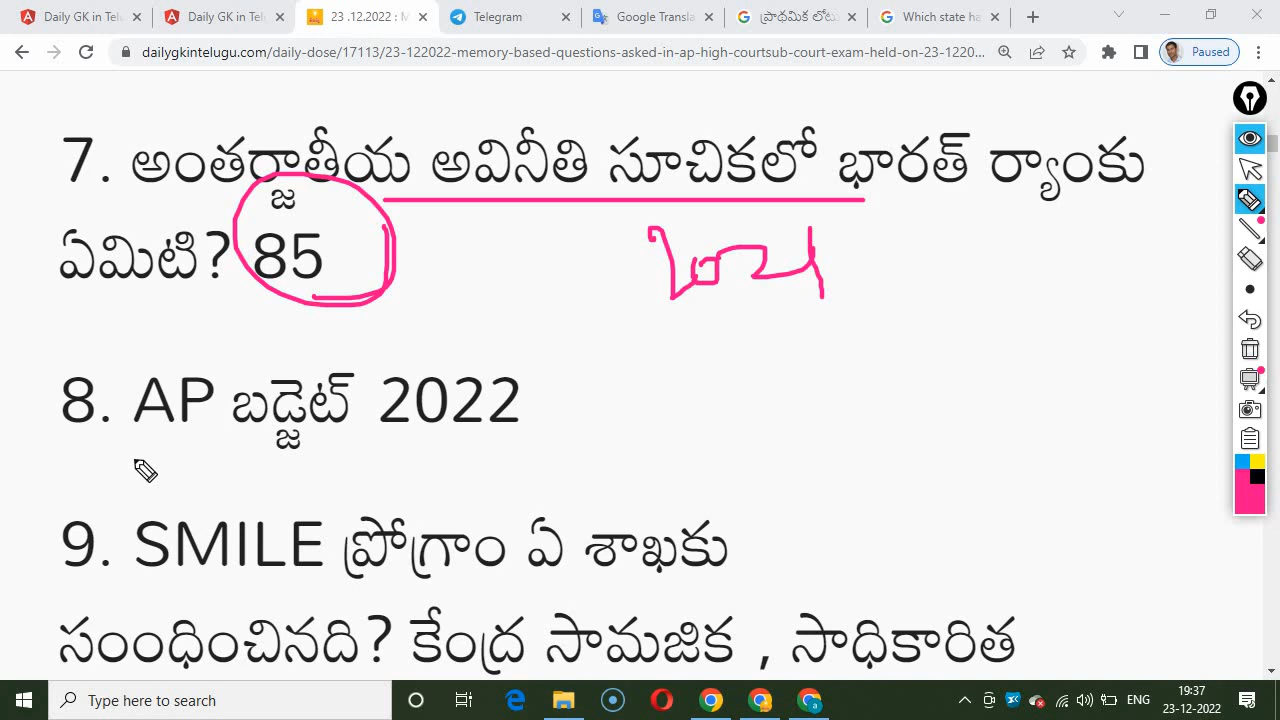 Daily GK in Tel
Daily GK in Telu
23 .12.2022 : M
Telegram
Google Transla
ప్రాథమిక లోటు
Which state ha
dailygkintelugu.com/daily-dose/17113/23-122022-memory-based-questions-asked-in-ap-high-courtsub-court-exam-held-on-23-1220...
Paused
7. అంతర్జాతీయ అవినీతి సూచికలో భారత్ ర్యాంకు
ఏమిటి? 85
8. AP బడ్జెట్ 2022
9. SMILE ప్రోగ్రాం ఏ శాఖకు
సంంధించినది? కేంద్ర సామజిక , సాధికారిత
Type here to search
ENG
19:37
23-12-2022